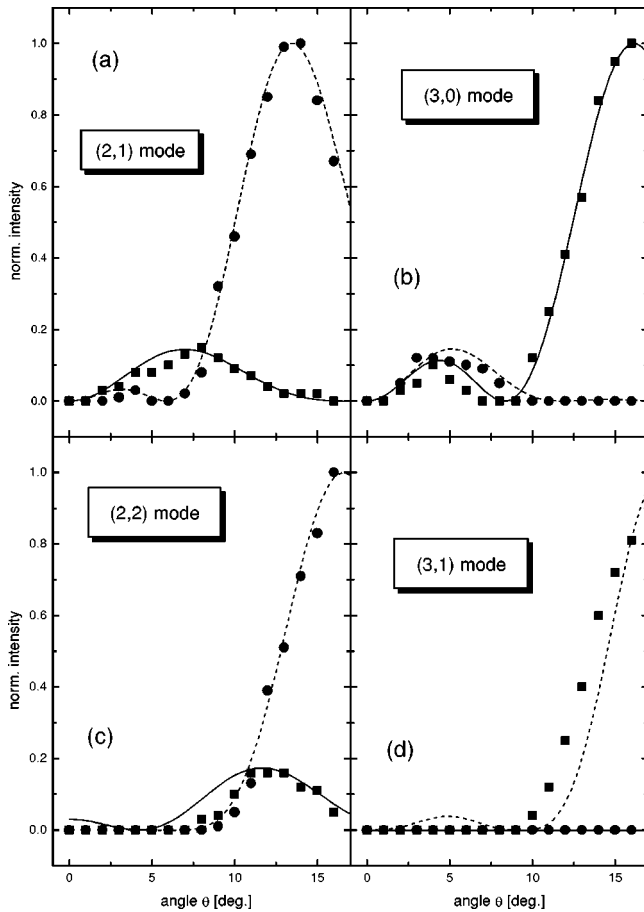 1.0
0.8
0.6
0.4
0.2
0.0
norm. intensity
(a)
(2,1) mode
(3,0) mode
(b)
1.0
0.8
0.6
0.4
0.2
0.0
norm. intensity
(2,2) mode
(c)
(3,1) mode
(d)
0 5 10 15
angle θ [deg.]
0 5 10 15
angle θ [deg.]